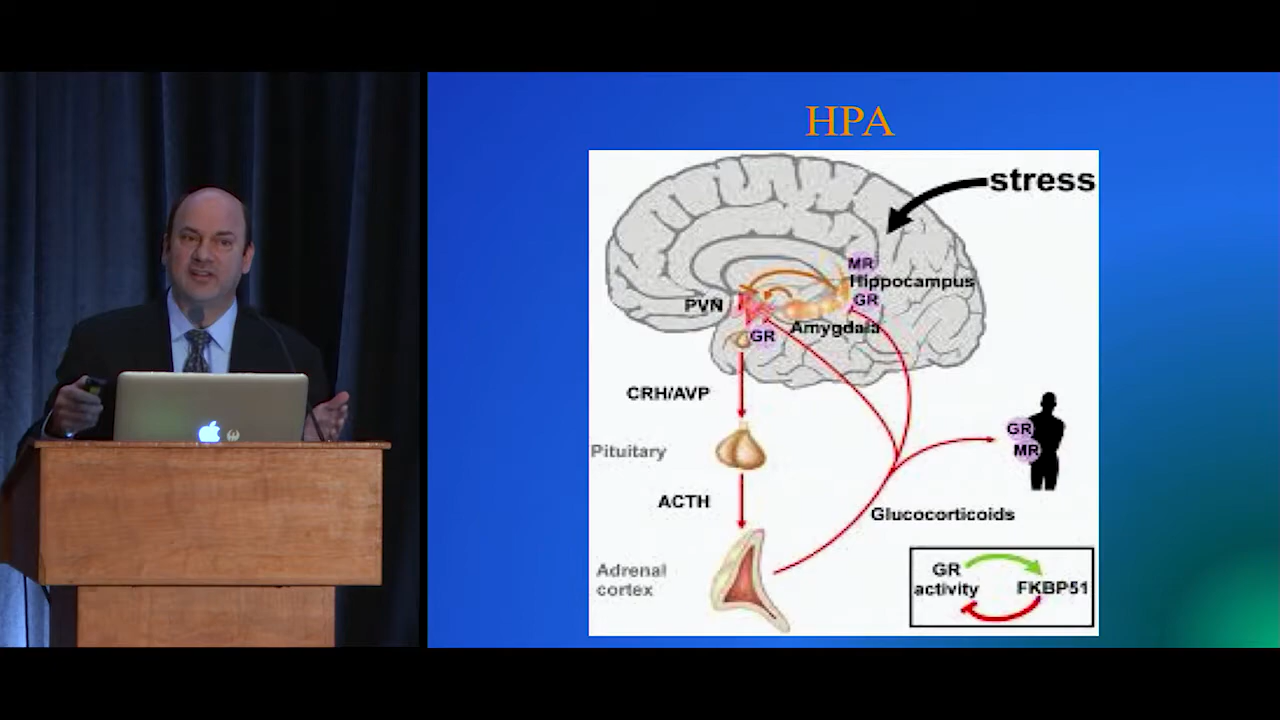 HPA
stress
MR
Hippocampus
PVN
GR
Amygdala
GR
CRH/AVP
Pituitary
GR
MR
ACTH
Glucocorticoids
Adrenal
cortex
GR
activity
FKBP51